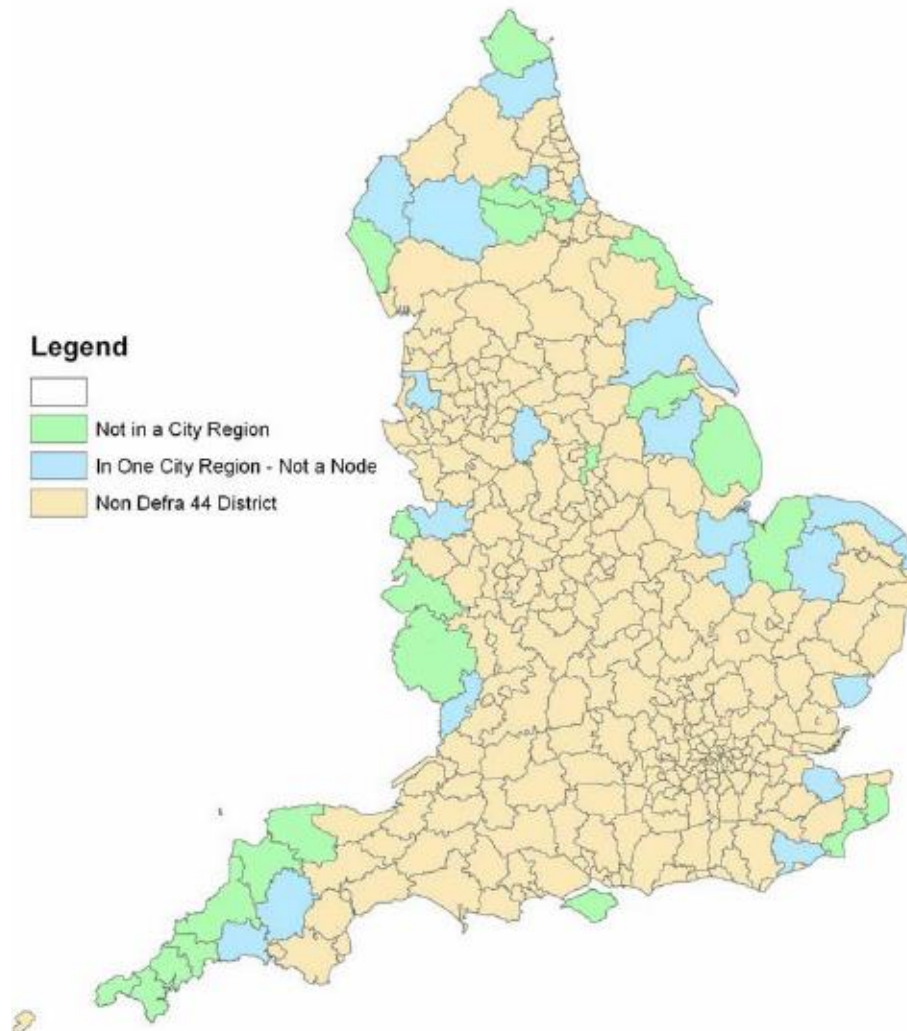 Legend
Not in a City Region
In One City Region - Not a Node
Non Defra 44 District